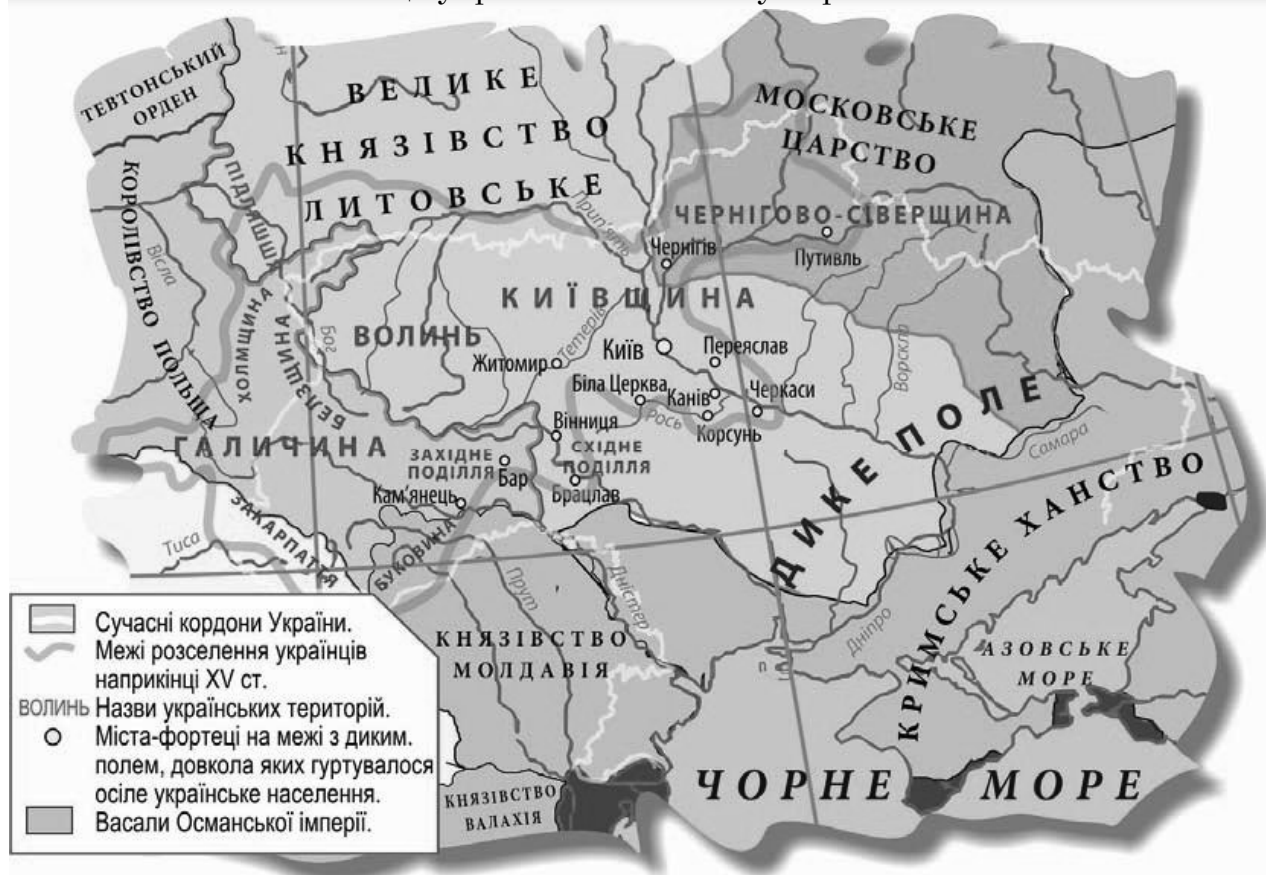 ТЕВТОНСЬКИЙ
ОРДЕН
ВЕЛИКЕ
КНЯЗІВСТВО
ЛИТОВСЬКЕ
МОСКОВСЬКЕ
ЦАРСТВО
КОРОЛІВСТВО ПОЛЬЩА
ПІДЛЯШШЯ
Вісла
Прип'ять
ЧЕРНІГОВО-СІВЕРЩИНА
Чернігів
Путивль
ХОЛМЩИНА
БЕЛЗЩИНА
Бог
КИЇВЩИНА
ВОЛИНЬ
Тетерів
Житомир
Київ
Переяслав
Ворскла
Біла Церква
Канів
Черкаси
Рось
Корсунь
Вінниця
ГАЛИЧИНА
ЗАХІДНЕ
ПОДІЛЛЯ
Бар
СХІДНЕ
ПОДІЛЛЯ
Брацлав
Кам'янець
ДИКЕ ПОЛЕ
Самара
ЗАКАРПАТТЯ
Тиса
БУКОВИНА
Прут
Дністер
Дніпро
КРИМСЬКЕ ХАНСТВО
КНЯЗІВСТВО
МОЛДАВІЯ
АЗОВСЬКЕ
МОРЕ
ЧОРНЕ МОРЕ
КНЯЗІВСТВО
ВАЛАХІЯ
Сучасні кордони України.
Межі розселення українців
наприкінці XV ст.
ВОЛИНЬ Назви українських територій.
Міста-фортеці на межі з диким.
полем, довкола яких гуртувалося
осіле українське населення.
Васали Османської імперії.